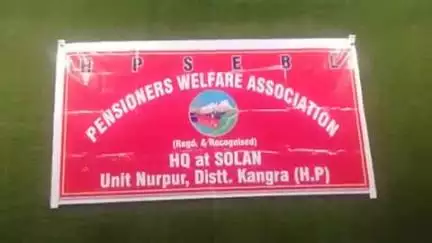 H P S E B L
PENSIONERS WELFARE ASSOCIATION
(Regd. & Recognised)
HQ at SOLAN
Unit Nurpur, Distt. Kangra (H.P)